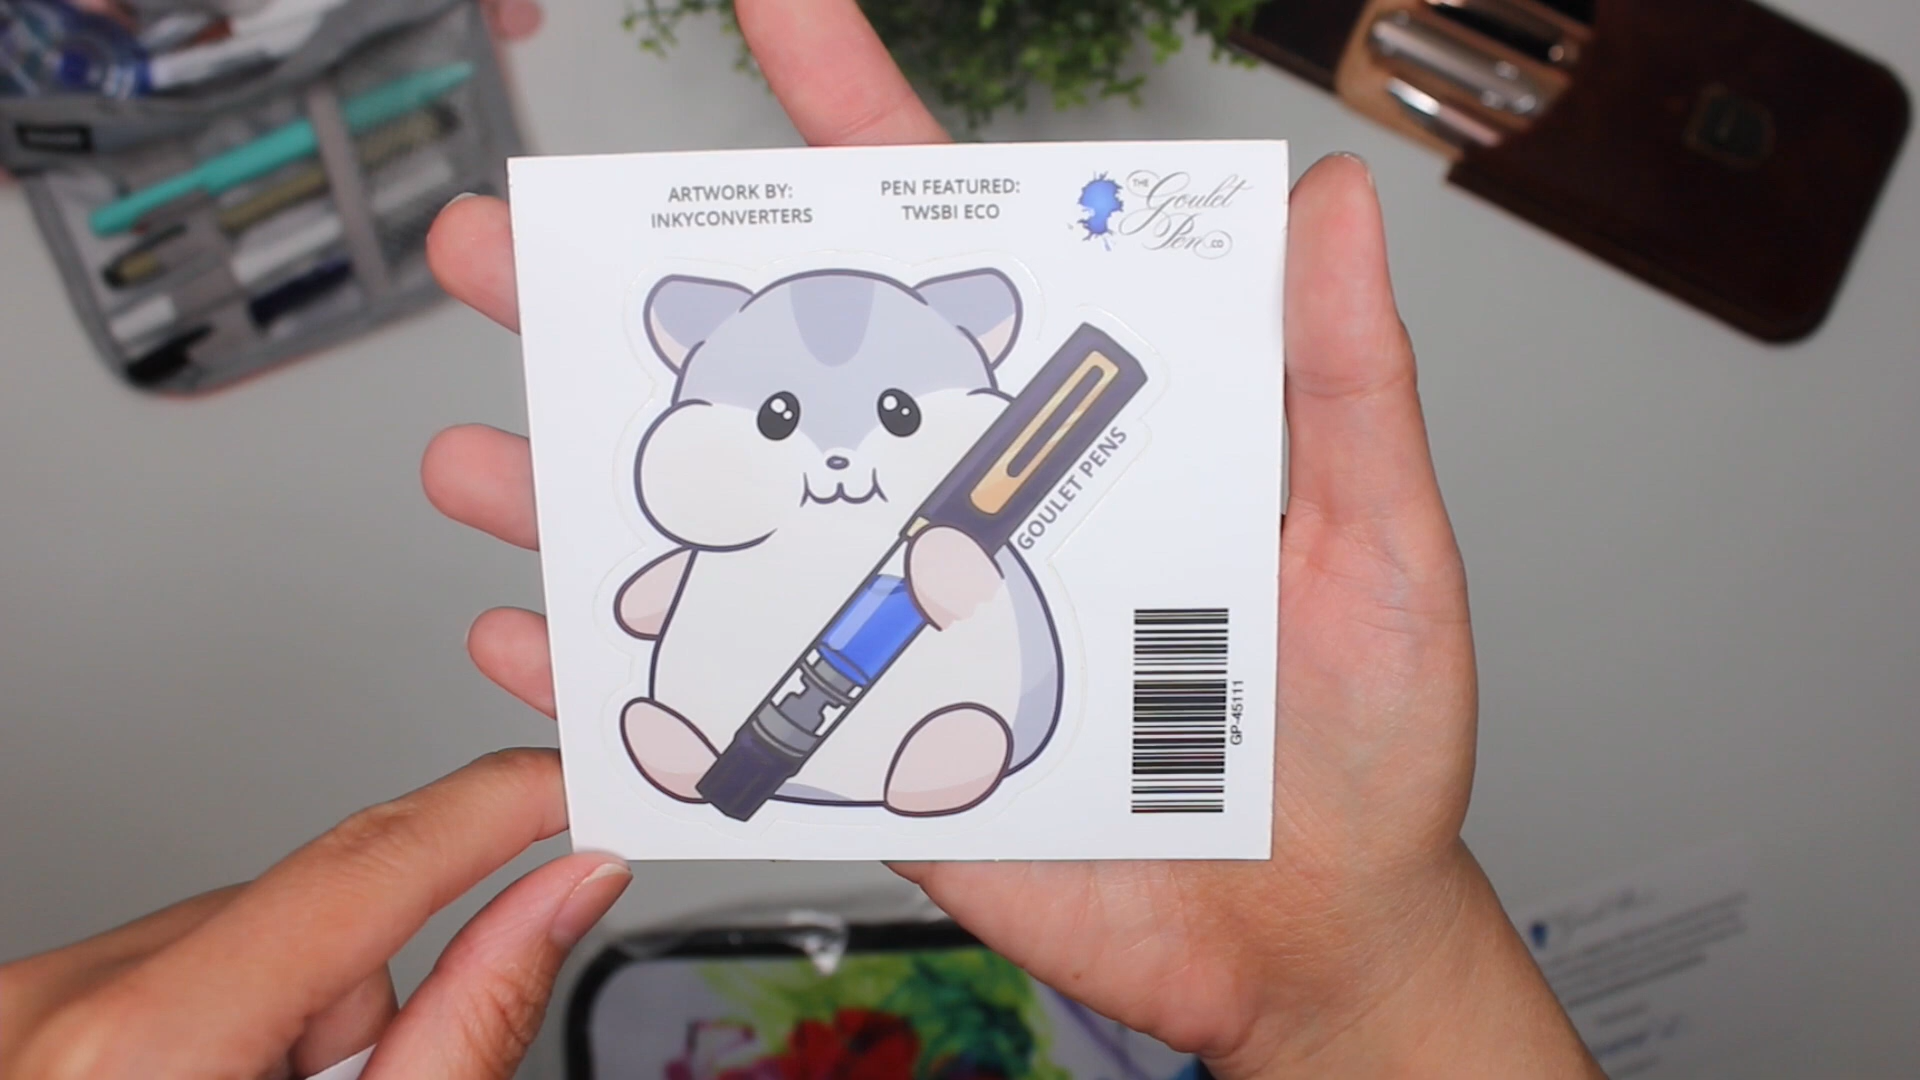 ARTWORK BY:
INKYCONVERTERS
PEN FEATURED:
TWSBI ECO
THE
Goulet
Pen CO
GOULET PENS
GP-45111